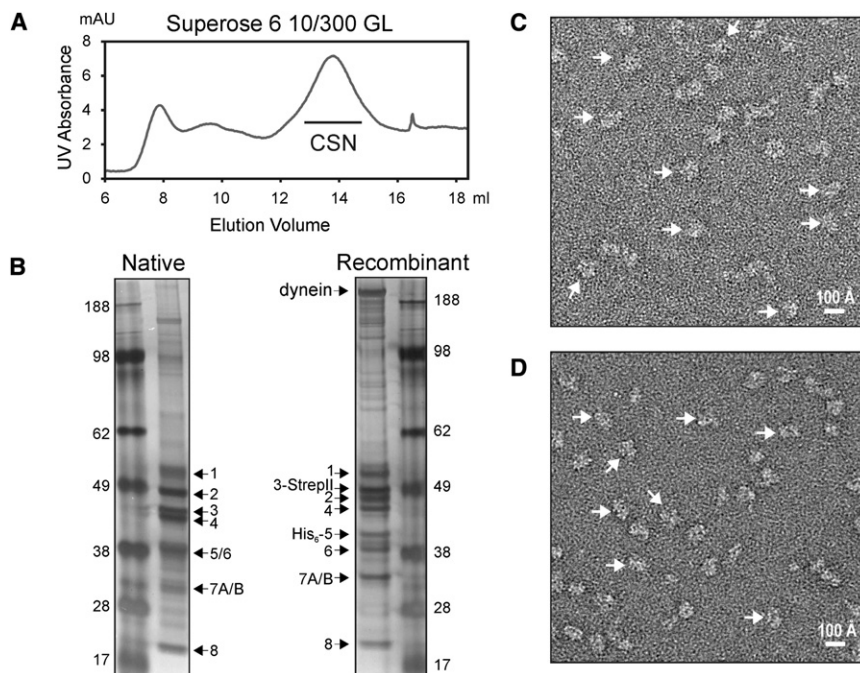 A
mAU
Superose 6 10/300 GL
8
6
4
2
0
UV Absorbance
CSN
6 8 10 12 14 16 18 ml
Elution Volume
B
Native
188
98
62
49
38
28
17
1
2
3
4
5/6
7A/B
8
Recombinant
dynein
1
3-StrepII
2
4
His6-5
6
7A/B
8
188
98
62
49
38
28
17
C
100 Å
D
100 Å